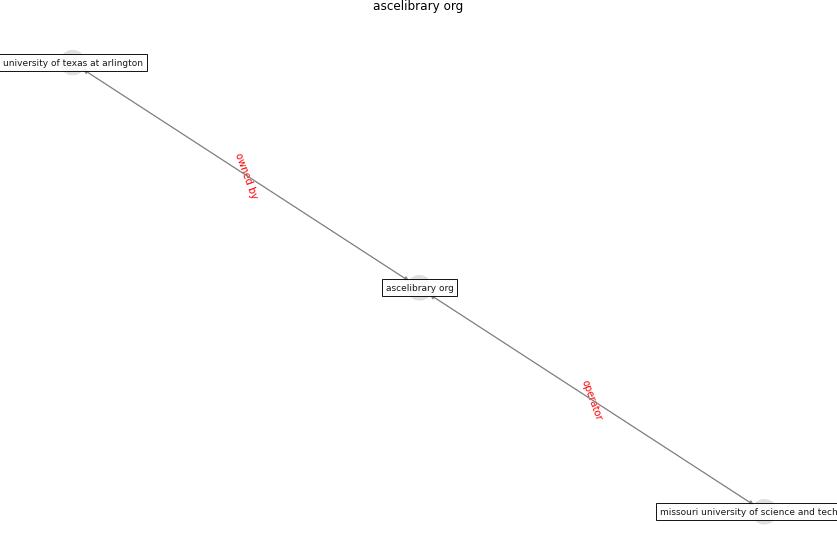 ascelibrary org
university of texas at arlington
owned by
ascelibrary org
operator
missouri university of science and tech